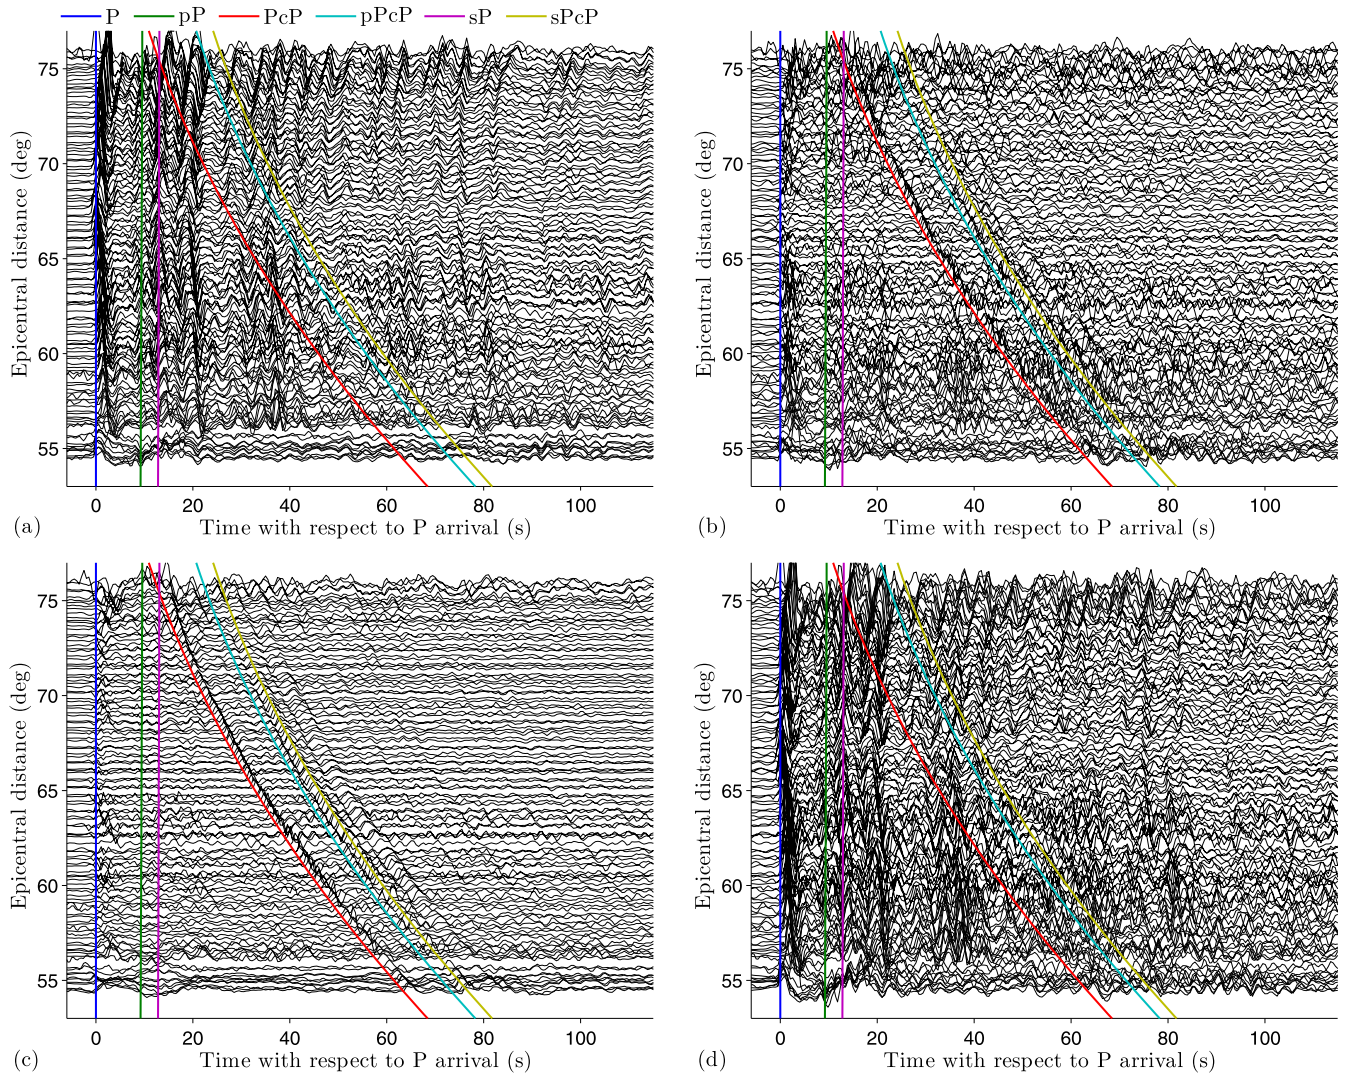 P pP PcP pPcP sP sPcP
75
70
65
60
55
Epicentral distance (deg)
0 20 40 60 80 100
(a) Time with respect to P arrival (s)
75
70
65
60
55
Epicentral distance (deg)
0 20 40 60 80 100
(b) Time with respect to P arrival (s)
75
70
65
60
55
Epicentral distance (deg)
0 20 40 60 80 100
(c) Time with respect to P arrival (s)
75
70
65
60
55
Epicentral distance (deg)
0 20 40 60 80 100
(d) Time with respect to P arrival (s)